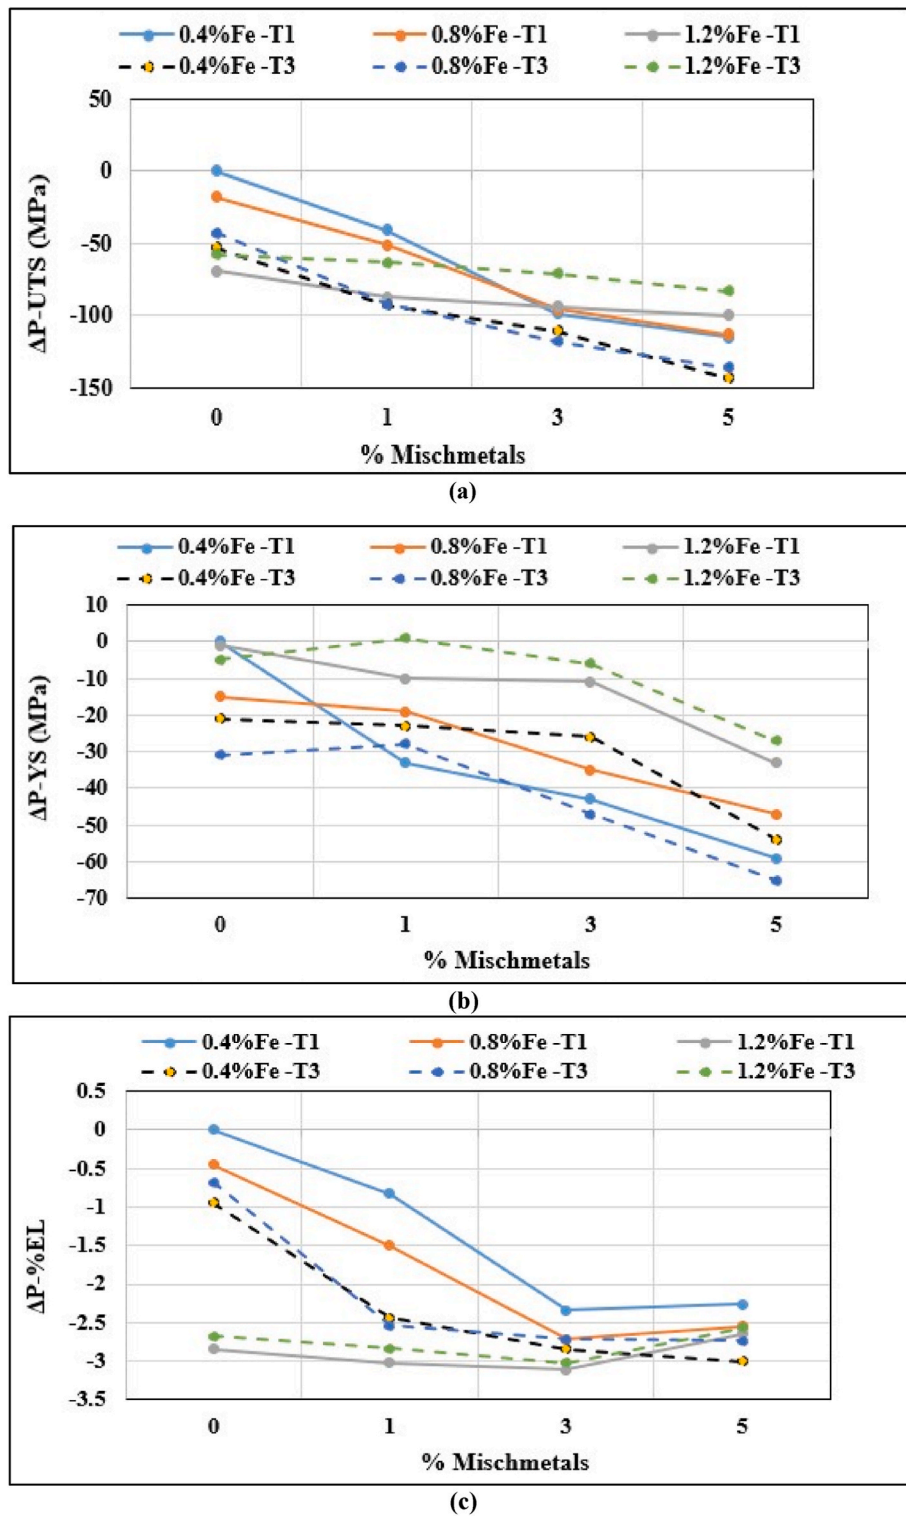 0.4%Fe -T1 0.8%Fe -T1 1.2%Fe -T1
0.4%Fe -T3 0.8%Fe -T3 1.2%Fe -T3
ΔP-UTS (MPa)
50
0
-50
-100
-150
0 1 3 5
% Mischmetals
(a)
0.4%Fe -T1 0.8%Fe -T1 1.2%Fe -T1
0.4%Fe -T3 0.8%Fe -T3 1.2%Fe -T3
ΔP-YS (MPa)
10
0
-10
-20
-30
-40
-50
-60
-70
0 1 3 5
% Mischmetals
(b)
0.4%Fe -T1 0.8%Fe -T1 1.2%Fe -T1
0.4%Fe -T3 0.8%Fe -T3 1.2%Fe -T3
ΔP-%EL
0.5
0
-0.5
-1
-1.5
-2
-2.5
-3
-3.5
0 1 3 5
% Mischmetals
(c)